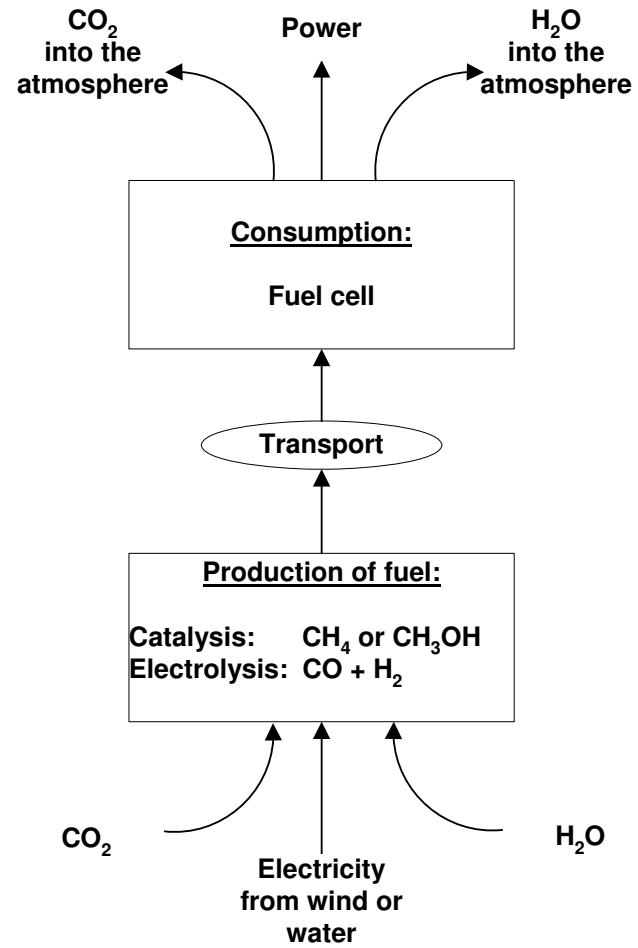 CO₂
into the
atmosphere
Power
H₂O
into the
atmosphere
Consumption:
Fuel cell
Transport
Production of fuel:
Catalysis: CH₄ or CH₃OH
Electrolysis: CO + H₂
CO₂
Electricity
from wind or
water
H₂O